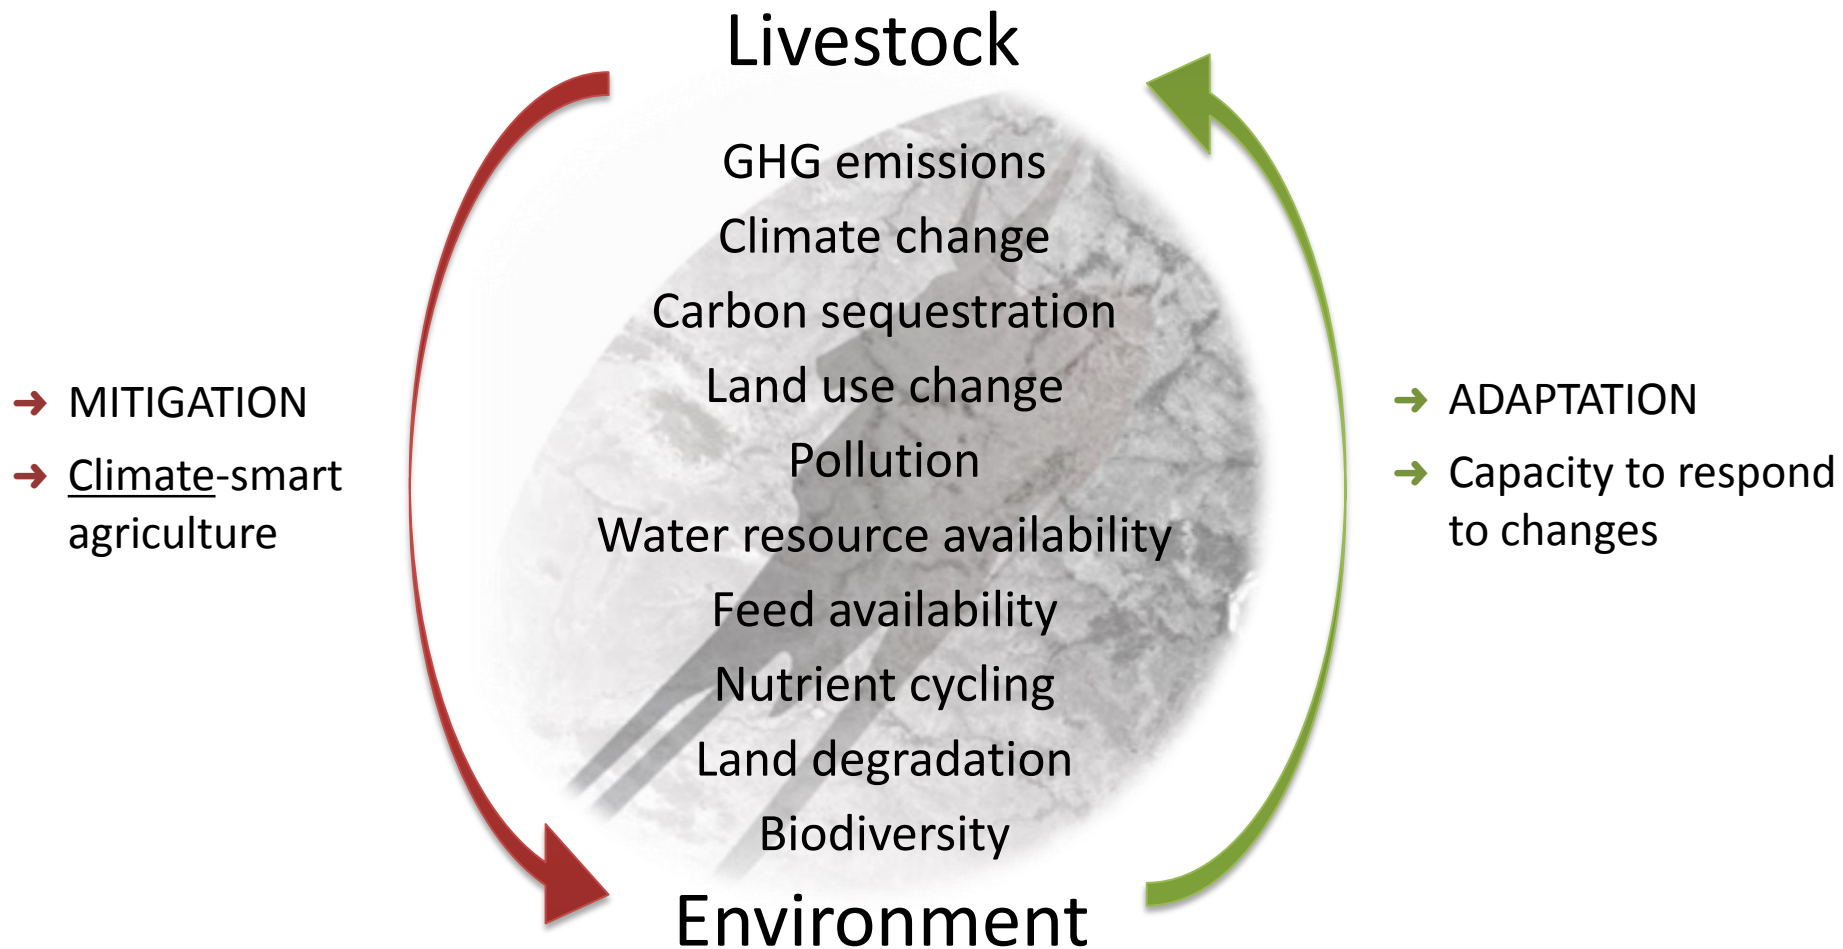 Livestock
GHG emissions
Climate change
Carbon sequestration
Land use change
Pollution
Water resource availability
Feed availability
Nutrient cycling
Land degradation
Biodiversity
Environment
MITIGATION
Climate-smart
agriculture
ADAPTATION
Capacity to respond
to changes